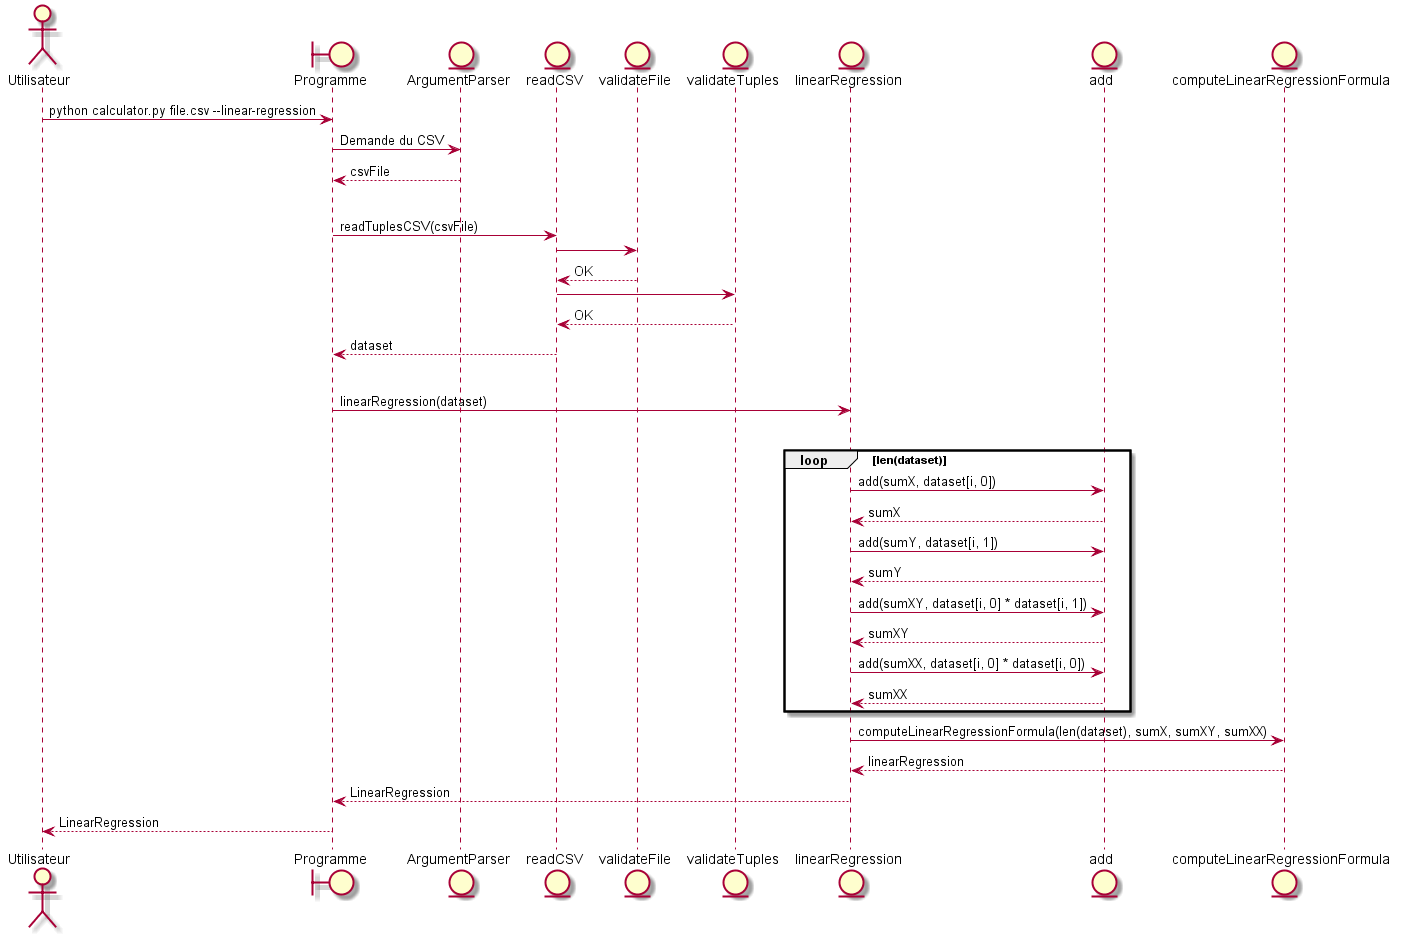 Utilisateur
Programme
ArgumentParser
readCSV
validateFile
validateTuples
linearRegression
add
computeLinearRegressionFormula
python calculator.py file.csv --linear-regression
Demande du CSV
csvFile
readTuplesCSV(csvFile)
OK
OK
dataset
linearRegression(dataset)
loop [len(dataset)]
add(sumX, dataset[i, 0])
sumX
add(sumY, dataset[i, 1])
sumY
add(sumXY, dataset[i, 0] * dataset[i, 1])
sumXY
add(sumXX, dataset[i, 0] * dataset[i, 0])
sumXX
computeLinearRegressionFormula(len(dataset), sumX, sumXY, sumXX)
linearRegression
LinearRegression
LinearRegression
Utilisateur
Programme
ArgumentParser
readCSV
validateFile
validateTuples
linearRegression
add
computeLinearRegressionFormula